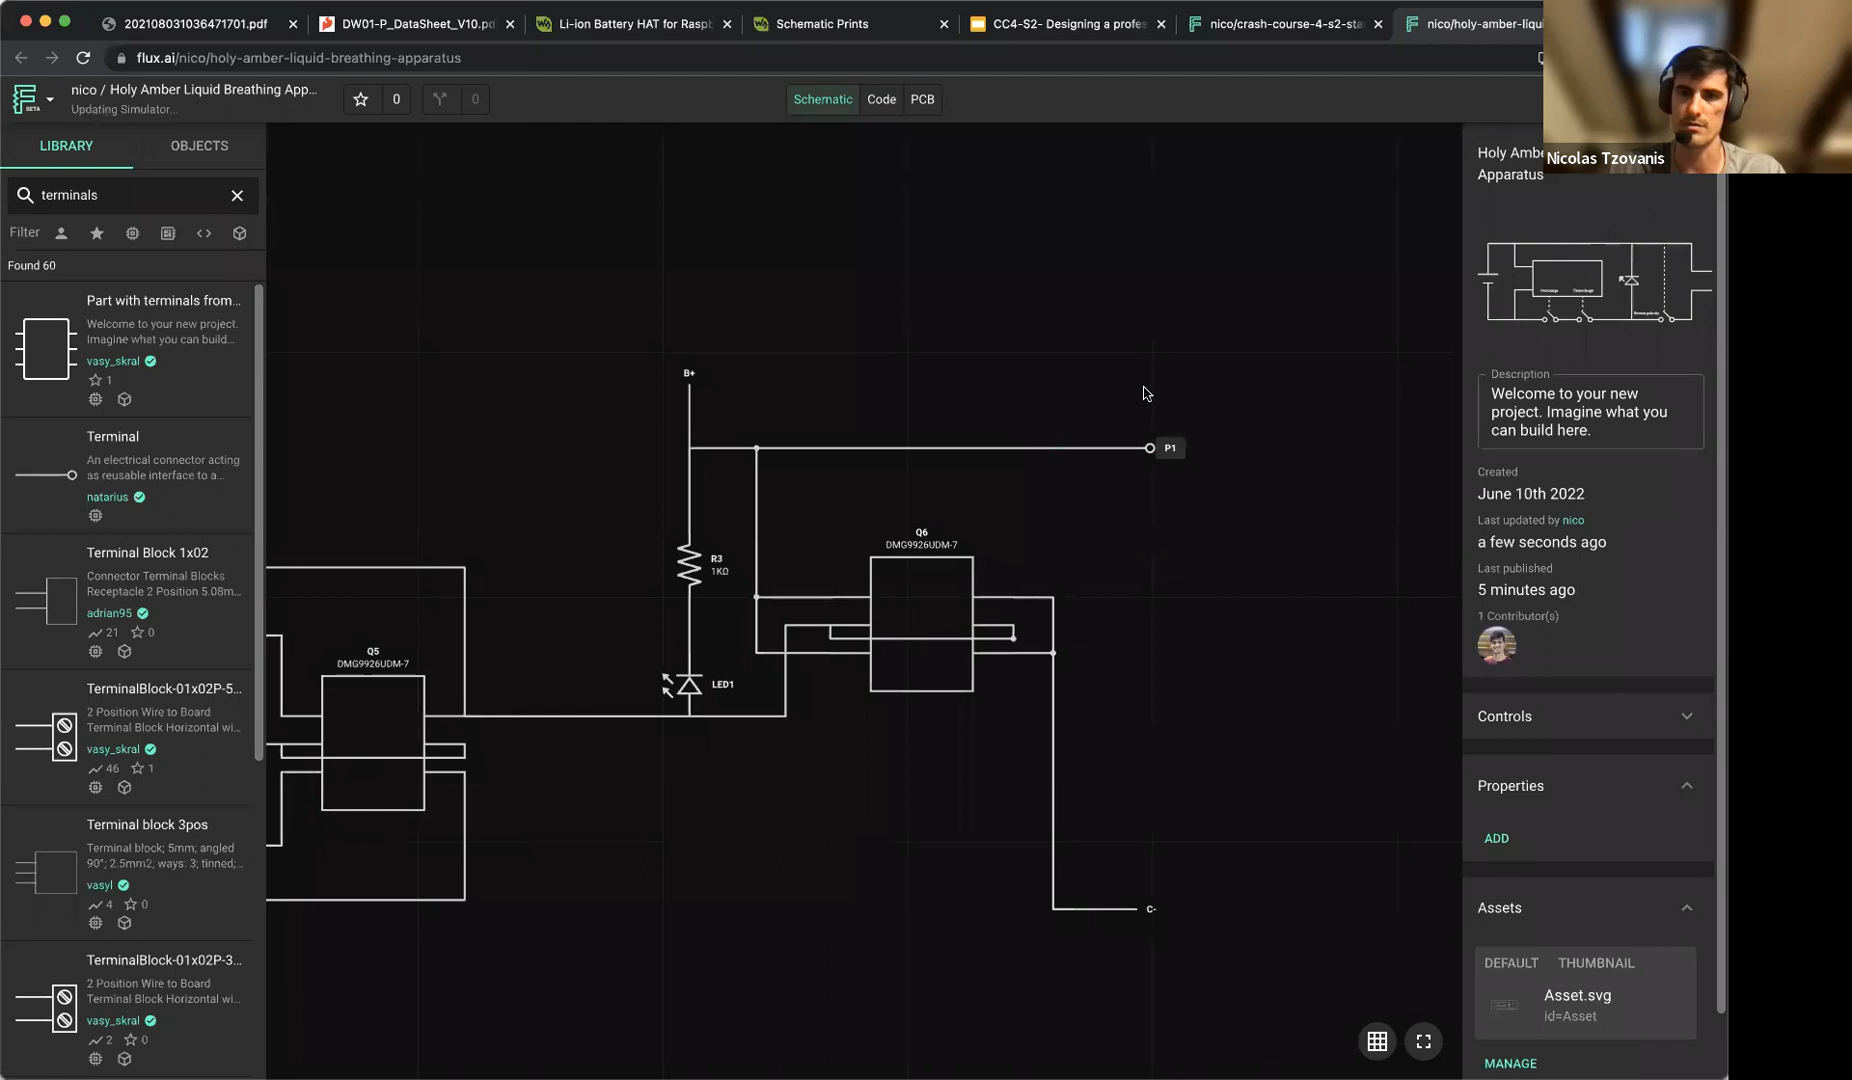 202108031036471701.pdf
DW01-P_DataSheet_V10.pd
Li-ion Battery HAT for Raspb
Schematic Prints
CC4-S2- Designing a profes
nico/crash-course-4-s2-sta
nico/holy-amber-liqu
flux.ai/nico/holy-amber-liquid-breathing-apparatus
BETA
nico / Holy Amber Liquid Breathing App...
Updating Simulator...
0
0
Schematic
Code
PCB
Nicolas Tzovanis
LIBRARY
OBJECTS
terminals
Filter
Found 60
Part with terminals from...
Welcome to your new project.
Imagine what you can build...
vasy_skral
1
Terminal
An electrical connector acting
as reusable interface to a...
natarius
Terminal Block 1x02
Connector Terminal Blocks
Receptacle 2 Position 5.08m...
adrian95
21
0
TerminalBlock-01x02P-5...
2 Position Wire to Board
Terminal Block Horizontal wi...
vasy_skral
46
1
Terminal block 3pos
Terminal block; 5mm; angled
90°; 2.5mm2; ways: 3; tinned;...
vasyl
4
0
TerminalBlock-01x02P-3...
2 Position Wire to Board
Terminal Block Horizontal wi...
vasy_skral
2
0
B+
P1
Q6
DMG9926UDM-7
R3
1KΩ
LED1
Q5
DMG9926UDM-7
C-
Holy Ambe
Apparatus
Description
Welcome to your new
project. Imagine what you
can build here.
Created
June 10th 2022
Last updated by nico
a few seconds ago
Last published
5 minutes ago
1 Contributor(s)
Controls
Properties
ADD
Assets
DEFAULT
THUMBNAIL
Asset.svg
id=Asset
MANAGE